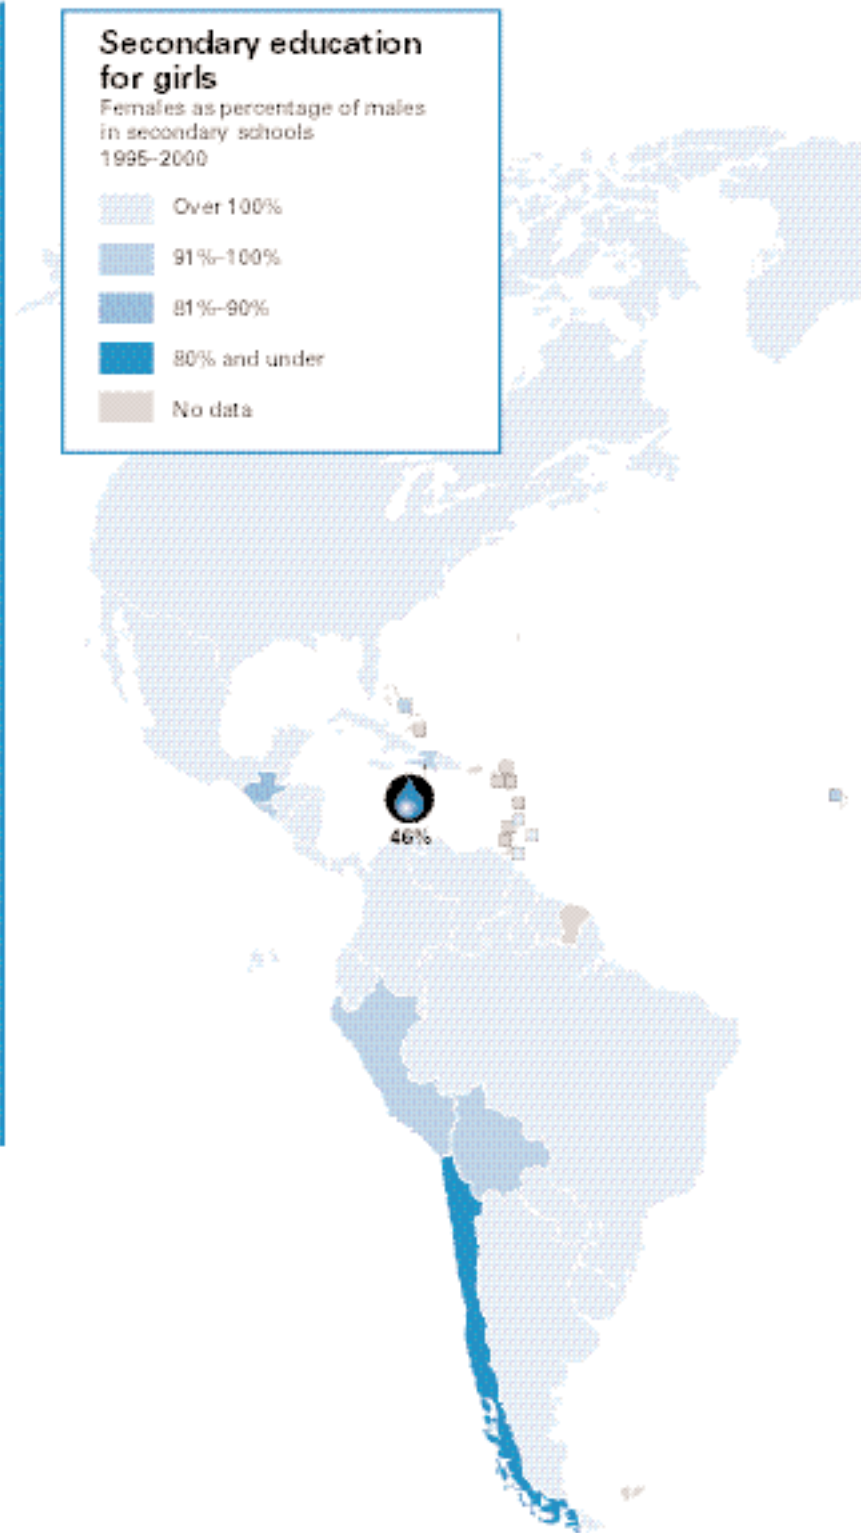 Secondary education
for girls
Females as percentage of males
in secondary schools
1995–2000
Over 100%
91%–100%
81%–90%
80% and under
No data
46%